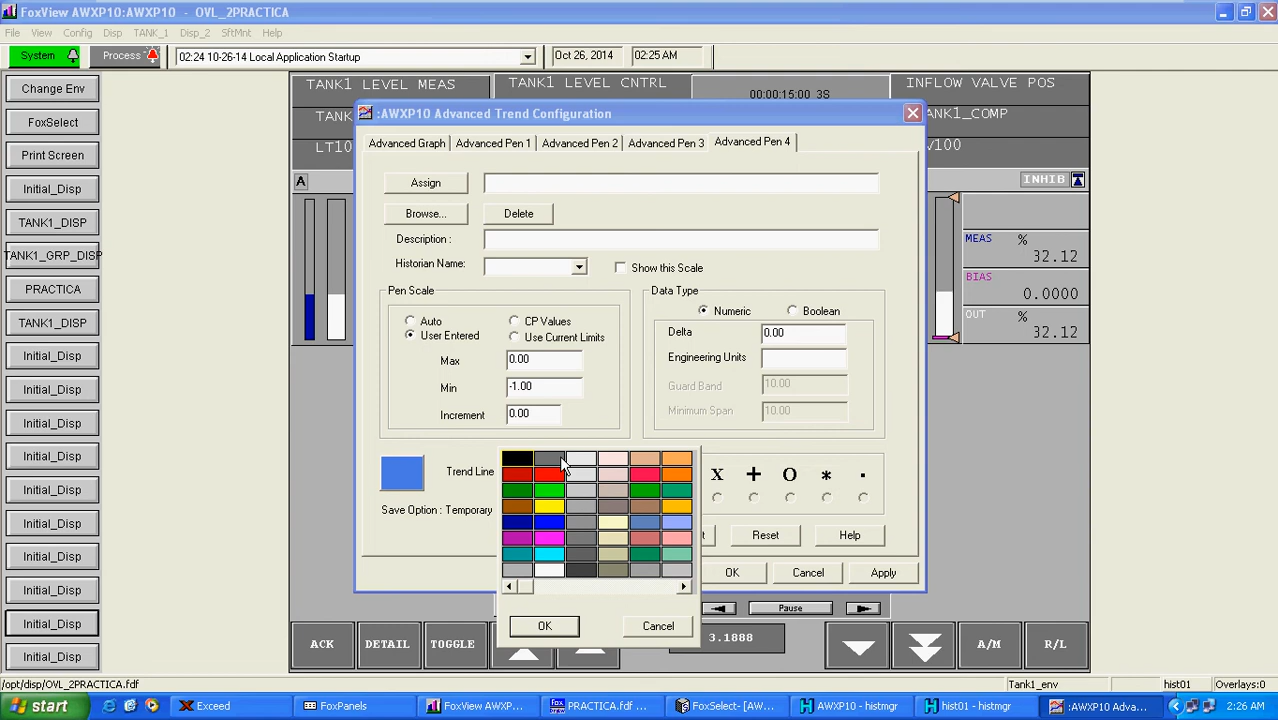 FoxView AWXP10:AWXP10 - OVL_2PRACTICA
File View Config Disp TANK_1 Disp_2 SftMnt Help
System Process 02:24 10-26-14 Local Application Startup Oct 26, 2014 02:25 AM
Change Env
FoxSelect
Print Screen
Initial_Disp
TANK1_DISP
TANK1_GRP_DISP
PRACTICA
TANK1_DISP
Initial_Disp
Initial_Disp
Initial_Disp
Initial_Disp
Initial_Disp
Initial_Disp
Initial_Disp
Initial_Disp
Initial_Disp
Initial_Disp
TANK1 LEVEL MEAS TANK1 LEVEL CNTRL 00:00:15:00 3S INFLOW VALVE POS
TANK
LT10
A
ANK1_COMP
V100
INHIB
MEAS %
32.12
BIAS
0.0000
OUT %
32.12
:AWXP10 Advanced Trend Configuration
Advanced Graph Advanced Pen 1 Advanced Pen 2 Advanced Pen 3 Advanced Pen 4
Assign
Browse... Delete
Description :
Historian Name: Show this Scale
Pen Scale
Auto CP Values
User Entered Use Current Limits
Max 0.00
Min -1.00
Increment 0.00
Data Type
Numeric Boolean
Delta 0.00
Engineering Units
Guard Band 10.00
Minimum Span 10.00
Trend Line
X + O * .
Save Option : Temporary
t Reset Help
OK Cancel Apply
OK Cancel
Pause
3.1888
ACK DETAIL TOGGLE A/M R/L
/opt/disp/OVL_2PRACTICA.fdf Tank1_env hist01 Overlays:0
start Exceed FoxPanels FoxView AWXP10:... PRACTICA.fdf ... FoxSelect- [AW... AWXP10 - histmgr hist01 - histmgr :AWXP10 Adva... 2:26 AM